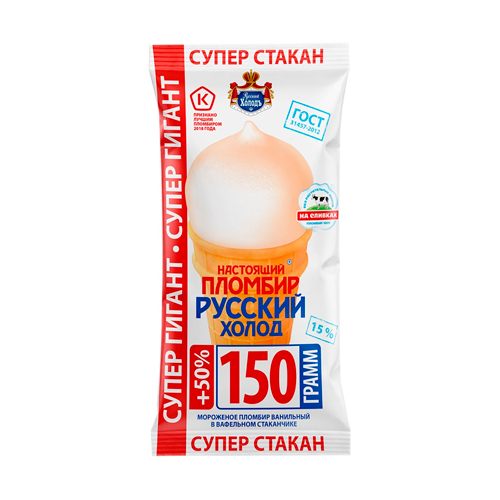 СУПЕР СТАКАН
СУПЕР ГИГАНТ • СУПЕР ГИГАНТ
Русский
Холодъ
К
ПРИЗНАНО
ЛУЧШИМ
ПЛОМБИРОМ
2018 ГОДА
ГОСТ
31457-2012
НА СЛИВКАХ
НАСТОЯЩИЙ
ПЛОМБИР
РУССКИЙ
ХОЛОД
15%
+50%
150
ГРАММ
МОРОЖЕНОЕ ПЛОМБИР ВАНИЛЬНЫЙ
В ВАФЕЛЬНОМ СТАКАНЧИКЕ
СУПЕР СТАКАН